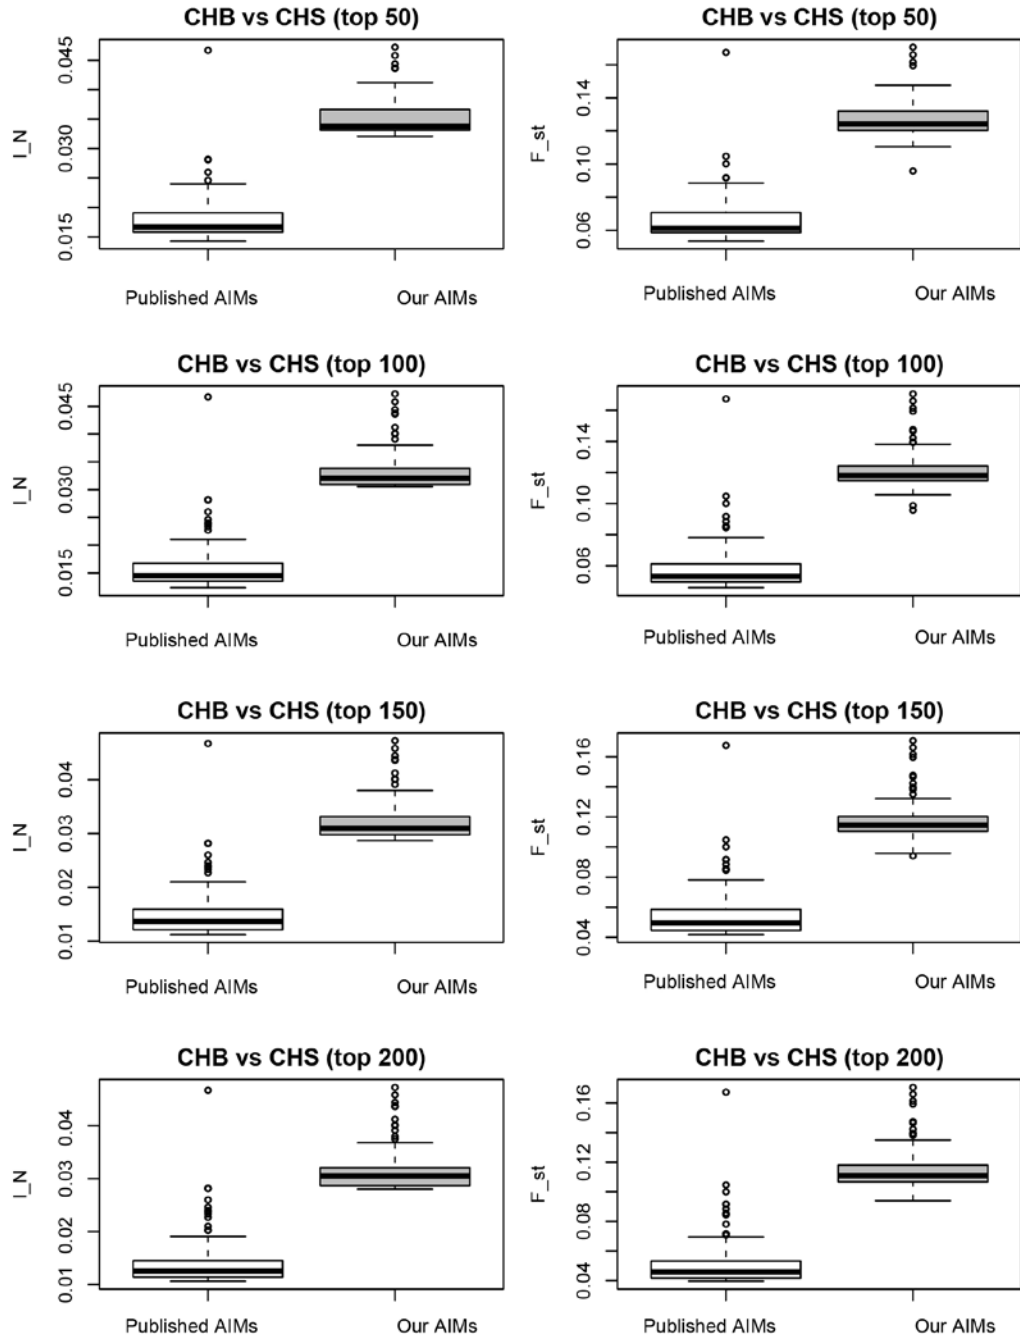 CHB vs CHS (top 50)
I_N
0.015 0.030 0.045
Published AIMs Our AIMs
CHB vs CHS (top 50)
F_st
0.06 0.10 0.14
Published AIMs Our AIMs
CHB vs CHS (top 100)
I_N
0.015 0.030 0.045
Published AIMs Our AIMs
CHB vs CHS (top 100)
F_st
0.06 0.10 0.14
Published AIMs Our AIMs
CHB vs CHS (top 150)
I_N
0.01 0.02 0.03 0.04
Published AIMs Our AIMs
CHB vs CHS (top 150)
F_st
0.04 0.08 0.12 0.16
Published AIMs Our AIMs
CHB vs CHS (top 200)
I_N
0.01 0.02 0.03 0.04
Published AIMs Our AIMs
CHB vs CHS (top 200)
F_st
0.04 0.08 0.12 0.16
Published AIMs Our AIMs